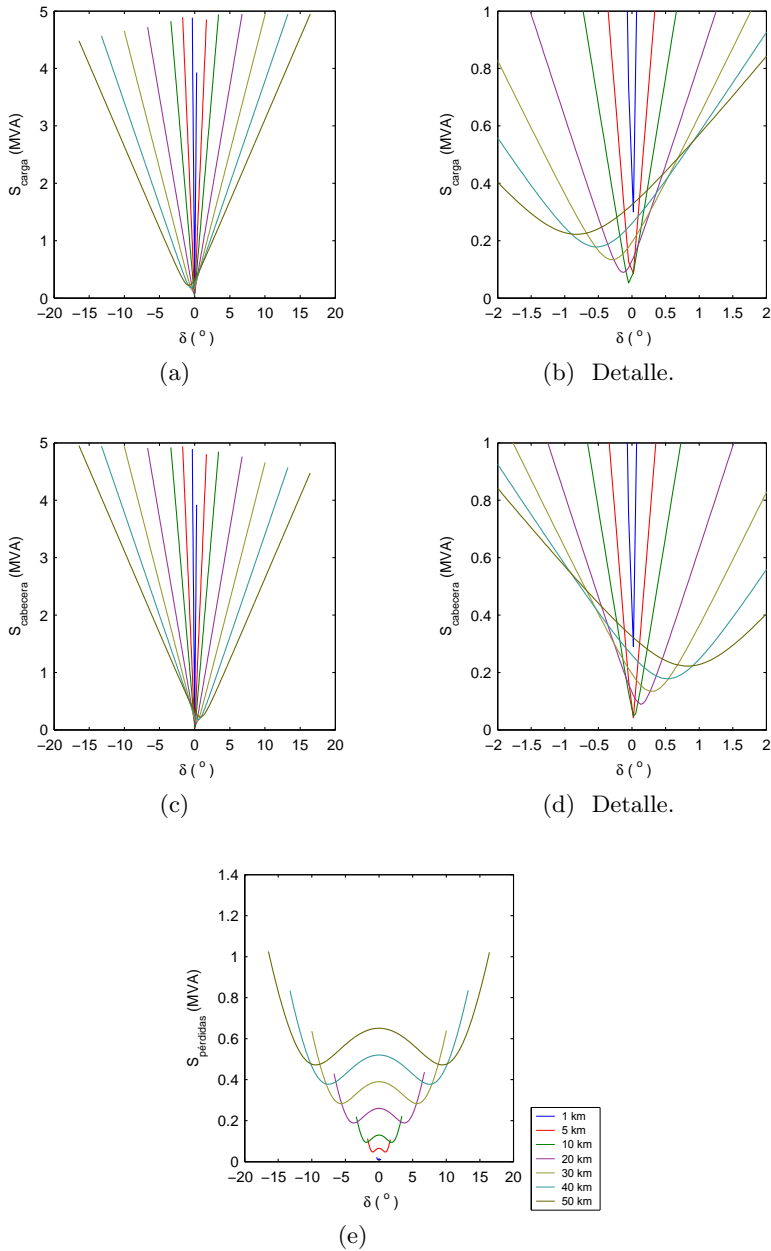 5
4
3
2
1
0
S_carga (MVA)
−20 −15 −10 −5 0 5 10 15 20
δ ( º)
(a)
1
0.8
0.6
0.4
0.2
0
S_carga (MVA)
−2 −1.5 −1 −0.5 0 0.5 1 1.5 2
δ ( º)
(b) Detalle.
5
4
3
2
1
0
S_cabecera (MVA)
−20 −15 −10 −5 0 5 10 15 20
δ ( º)
(c)
1
0.8
0.6
0.4
0.2
0
S_cabecera (MVA)
−2 −1.5 −1 −0.5 0 0.5 1 1.5 2
δ ( º)
(d) Detalle.
1.4
1.2
1
0.8
0.6
0.4
0.2
0
S_pérdidas (MVA)
−20 −15 −10 −5 0 5 10 15 20
δ ( º)
1 km
5 km
10 km
20 km
30 km
40 km
50 km
(e)